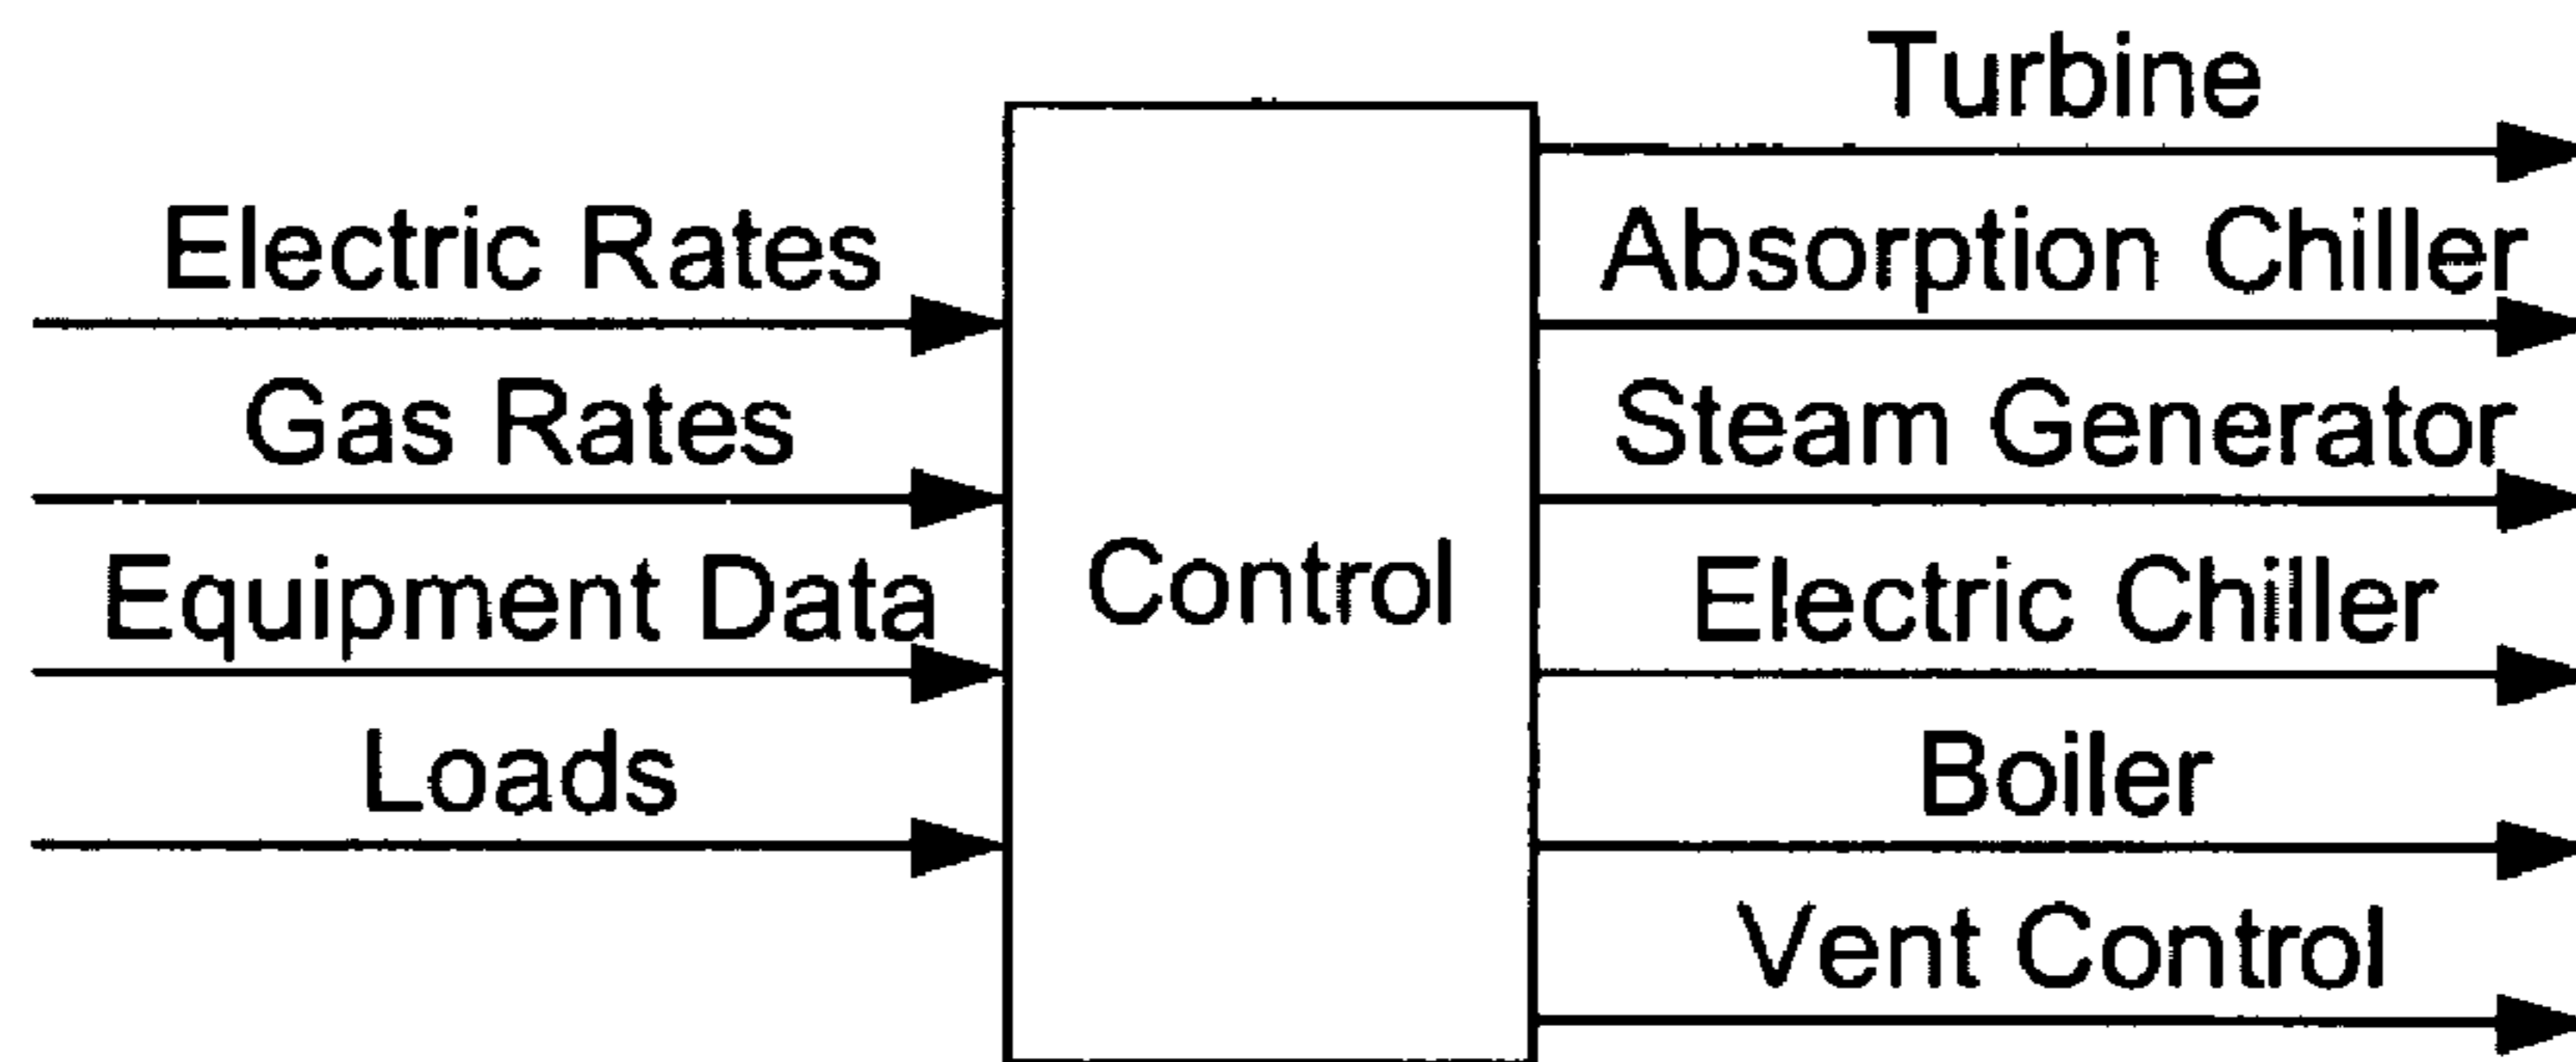 Turbine
Electric Rates
Absorption Chiller
Gas Rates
Steam Generator
Equipment Data
Control
Electric Chiller
Loads
Boiler
Vent Control